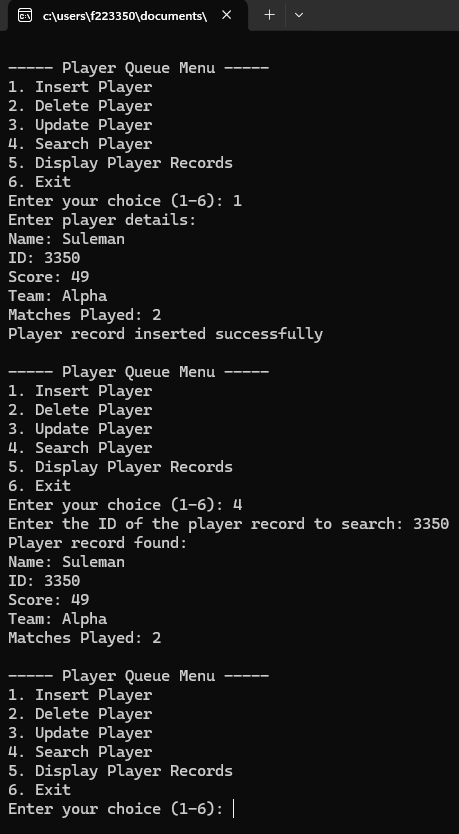 c:\users\f223350\documents\
----- Player Queue Menu -----
1. Insert Player
2. Delete Player
3. Update Player
4. Search Player
5. Display Player Records
6. Exit
Enter your choice (1-6): 1
Enter player details:
Name: Suleman
ID: 3350
Score: 49
Team: Alpha
Matches Played: 2
Player record inserted successfully
----- Player Queue Menu -----
1. Insert Player
2. Delete Player
3. Update Player
4. Search Player
5. Display Player Records
6. Exit
Enter your choice (1-6): 4
Enter the ID of the player record to search: 3350
Player record found:
Name: Suleman
ID: 3350
Score: 49
Team: Alpha
Matches Played: 2
----- Player Queue Menu -----
1. Insert Player
2. Delete Player
3. Update Player
4. Search Player
5. Display Player Records
6. Exit
Enter your choice (1-6):